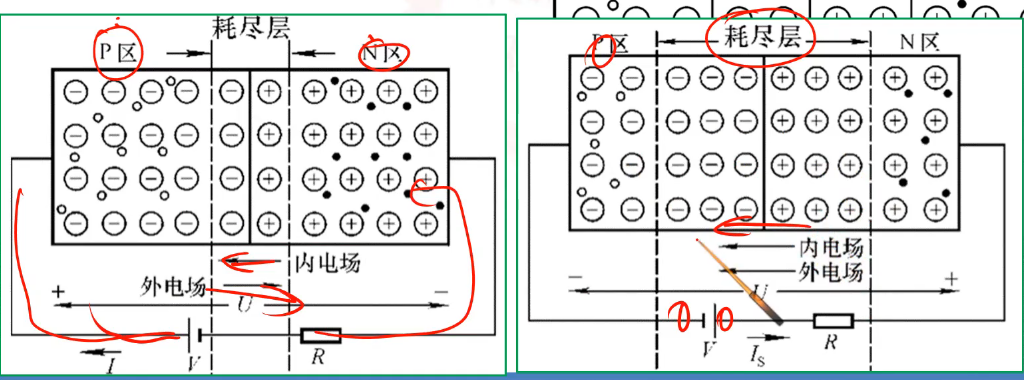 耗尽层
P区
N区
内电场
外电场
+ U −
I V R
耗尽层
P区
N区
内电场
外电场
− U +
V I_S R